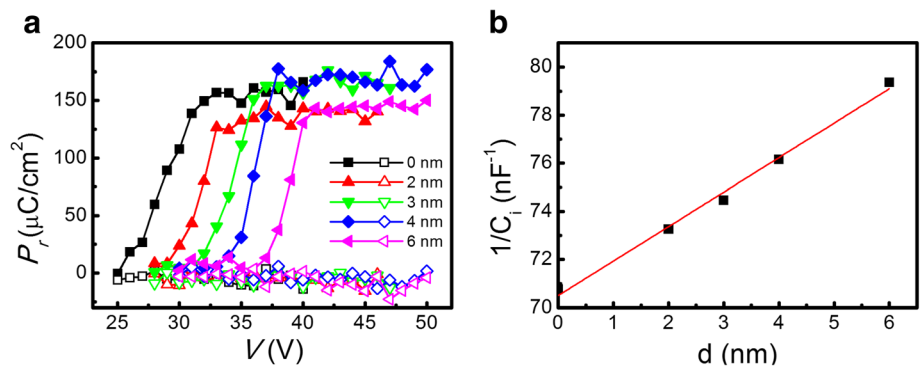 a
200
150
100
50
0
P_r(μC/cm²)
25 30 35 40 45 50
V (V)
0 nm
2 nm
3 nm
4 nm
6 nm
b
80
78
76
74
72
70
1/C_i (nF⁻¹)
0 1 2 3 4 5 6
d (nm)